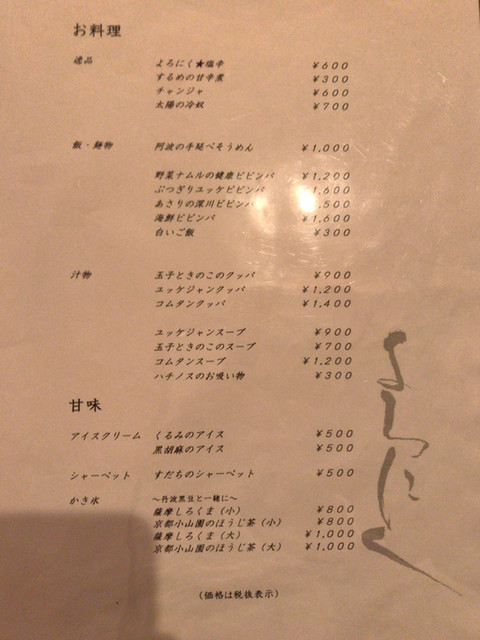 お料理
逸品 よろにく★塩辛 ¥600
するめの甘辛煮 ¥300
チャンジャ ¥600
太陽の冷奴 ¥700
飯・麺物 阿波の手延べそうめん ¥1,000
野菜ナムルの健康ビビンバ ¥1,200
ぶつぎりユッケビビンバ ¥1,600
あさりの深川ビビンバ ,500
海鮮ビビンバ ¥1,600
白いご飯 ¥300
汁物 玉子ときのこのクッパ ¥900
ユッケジャンクッパ ¥1,200
コムタンクッパ ¥1,400
ユッケジャンスープ ¥900
玉子ときのこのスープ ¥700
コムタンスープ ¥1,200
ハチノスのお吸い物 ¥300
甘味
アイスクリーム くるみのアイス ¥500
黒胡麻のアイス ¥500
シャーベット すだちのシャーベット ¥500
かき氷 〜丹波黒豆と一緒に〜
薩摩しろくま（小） ¥800
京都小山園のほうじ茶（小） ¥800
薩摩しろくま（大） ¥1,000
京都小山園のほうじ茶（大） ¥1,000
よろにく
（価格は税抜表示）